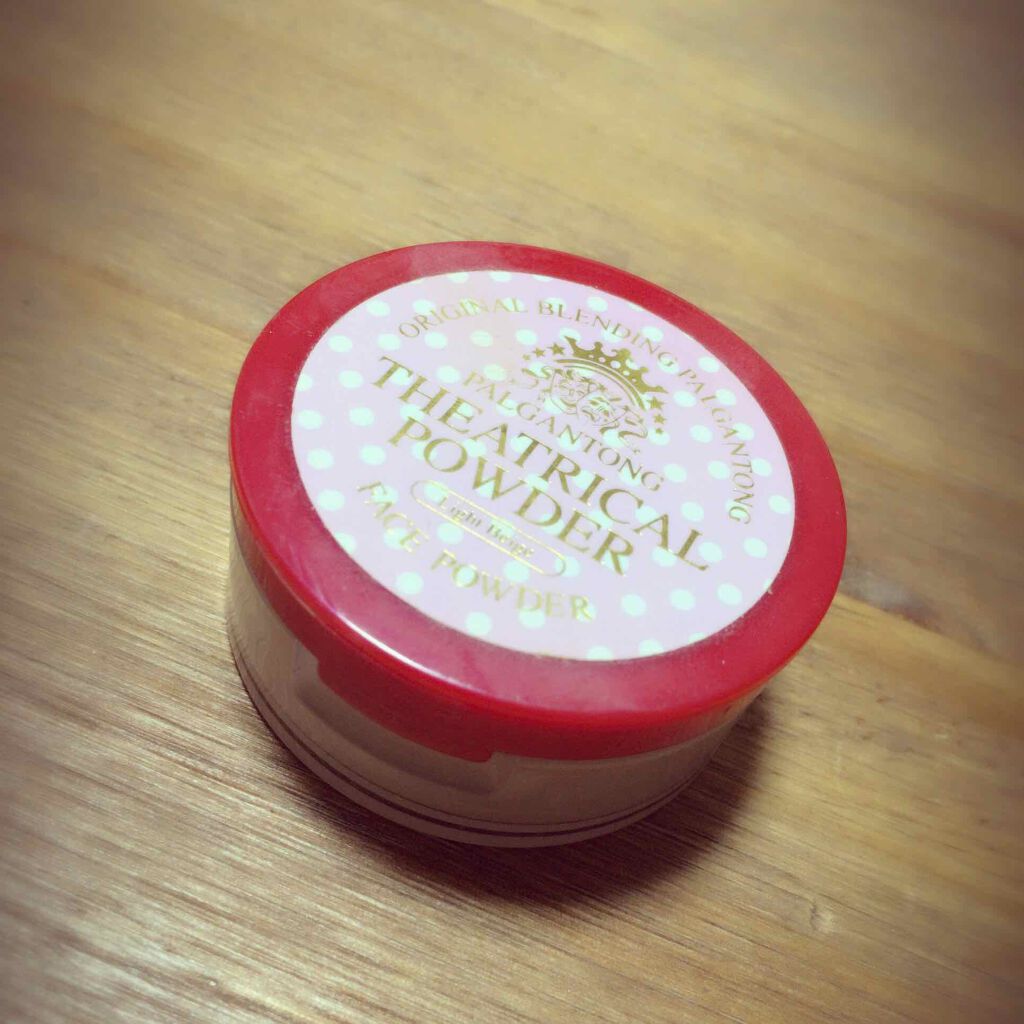 ORIGINAL BLENDING PALGANTONG
PALGANTONG
THEATRICAL
POWDER
Light Beige
FACE POWDER